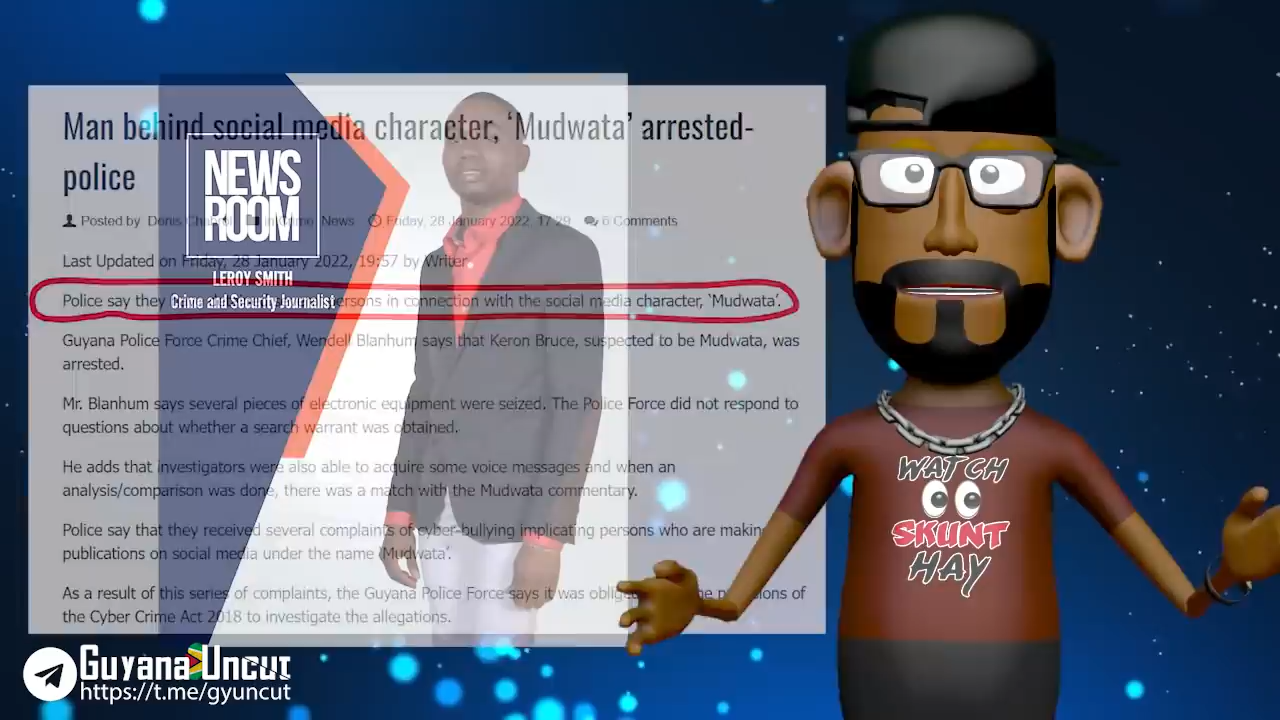 Man behind social media character, ‘Mudwata’ arrested-
police
NEWS
ROOM
LEROY SMITH
Crime and Security Journalist
Posted by Denis Chabrol in Crime, News Friday, 28 January 2022, 17:29 6 Comments
Last Updated on Friday, 28 January 2022, 19:57 by Writer
Police say they persons in connection with the social media character, ‘Mudwata’.
Guyana Police Force Crime Chief, Wendell Blanhum says that Keron Bruce, suspected to be Mudwata, was
arrested.
Mr. Blanhum says several pieces of electronic equipment were seized. The Police Force did not respond to
questions about whether a search warrant was obtained.
He adds that investigators were also able to acquire some voice messages and when an
analysis/comparison was done, there was a match with the Mudwata commentary.
Police say that they received several complaints of cyber-bullying implicating persons who are making
publications on social media under the name ‘Mudwata’.
As a result of this series of complaints, the Guyana Police Force says it was of
the Cyber Crime Act 2018 to investigate the allegations.
WATCH
SKUNT
HAY
Guyana Uncut
https://t.me/gyuncut